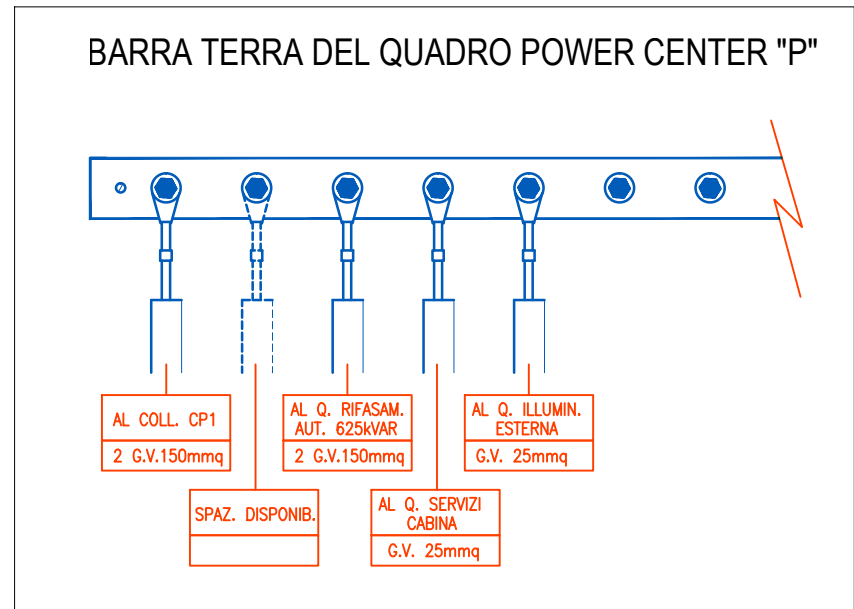 BARRA TERRA DEL QUADRO POWER CENTER "P"
AL COLL. CP1
2 G.V.150mmq
SPAZ. DISPONIB.
AL Q. RIFASAM.
AUT. 625kVAR
2 G.V.150mmq
AL Q. SERVIZI
CABINA
G.V. 25mmq
AL Q. ILLUMIN.
ESTERNA
G.V. 25mmq